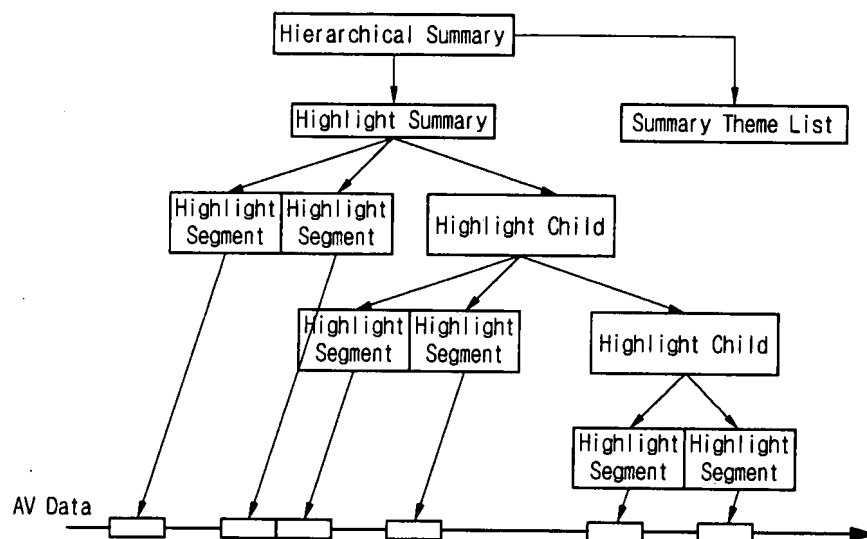 Hierarchical Summary
Highlight Summary
Summary Theme List
Highlight
Segment
Highlight
Segment
Highlight Child
Highlight
Segment
Highlight
Segment
Highlight Child
Highlight
Segment
Highlight
Segment
AV Data